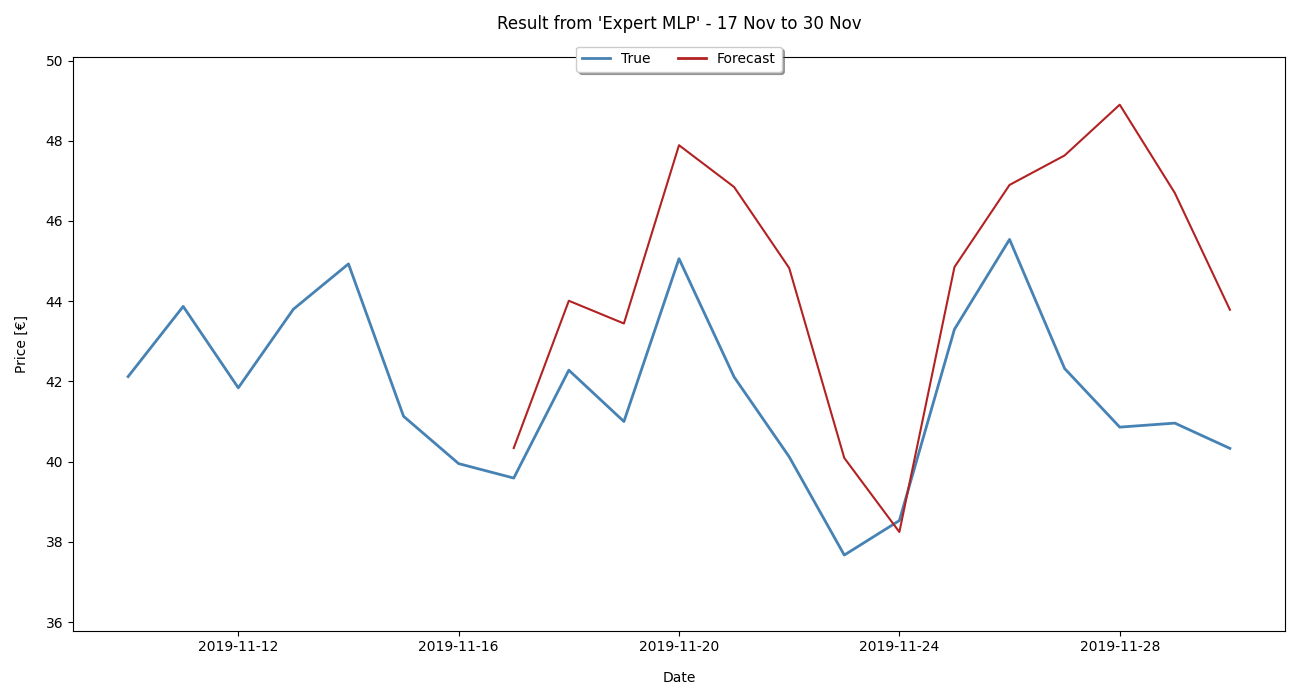 Result from 'Expert MLP' - 17 Nov to 30 Nov
True Forecast
50
48
46
44
42
40
38
36
Price [€]
2019-11-12 2019-11-16 2019-11-20 2019-11-24 2019-11-28
Date